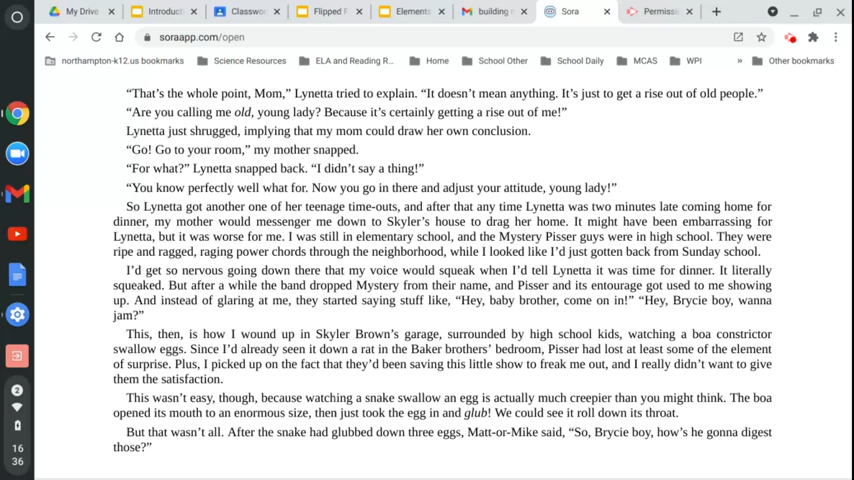 My Drive
Introduct
Classwo
Flipped F
Elements
building n
Sora
Permiss
soraapp.com/open
northampton-k12.us bookmarks
Science Resources
ELA and Reading R...
Home
School Other
School Daily
MCAS
WPI
»
Other bookmarks
“That’s the whole point, Mom,” Lynetta tried to explain. “It doesn’t mean anything. It’s just to get a rise out of old people.”
“Are you calling me old, young lady? Because it’s certainly getting a rise out of me!”
Lynetta just shrugged, implying that my mom could draw her own conclusion.
“Go! Go to your room,” my mother snapped.
“For what?” Lynetta snapped back. “I didn’t say a thing!”
“You know perfectly well what for. Now you go in there and adjust your attitude, young lady!”
So Lynetta got another one of her teenage time-outs, and after that any time Lynetta was two minutes late coming home for
dinner, my mother would messenger me down to Skyler’s house to drag her home. It might have been embarrassing for
Lynetta, but it was worse for me. I was still in elementary school, and the Mystery Pisser guys were in high school. They were
ripe and ragged, raging power chords through the neighborhood, while I looked like I’d just gotten back from Sunday school.
I’d get so nervous going down there that my voice would squeak when I’d tell Lynetta it was time for dinner. It literally
squeaked. But after a while the band dropped Mystery from their name, and Pisser and its entourage got used to me showing
up. And instead of glaring at me, they started saying stuff like, “Hey, baby brother, come on in!” “Hey, Brycie boy, wanna
jam?”
This, then, is how I wound up in Skyler Brown’s garage, surrounded by high school kids, watching a boa constrictor
swallow eggs. Since I’d already seen it down a rat in the Baker brothers’ bedroom, Pisser had lost at least some of the element
of surprise. Plus, I picked up on the fact that they’d been saving this little show to freak me out, and I really didn’t want to give
them the satisfaction.
This wasn’t easy, though, because watching a snake swallow an egg is actually much creepier than you might think. The boa
opened its mouth to an enormous size, then just took the egg in and glub! We could see it roll down its throat.
But that wasn’t all. After the snake had glubbed down three eggs, Matt-or-Mike said, “So, Brycie boy, how’s he gonna digest
those?”
2
16
36